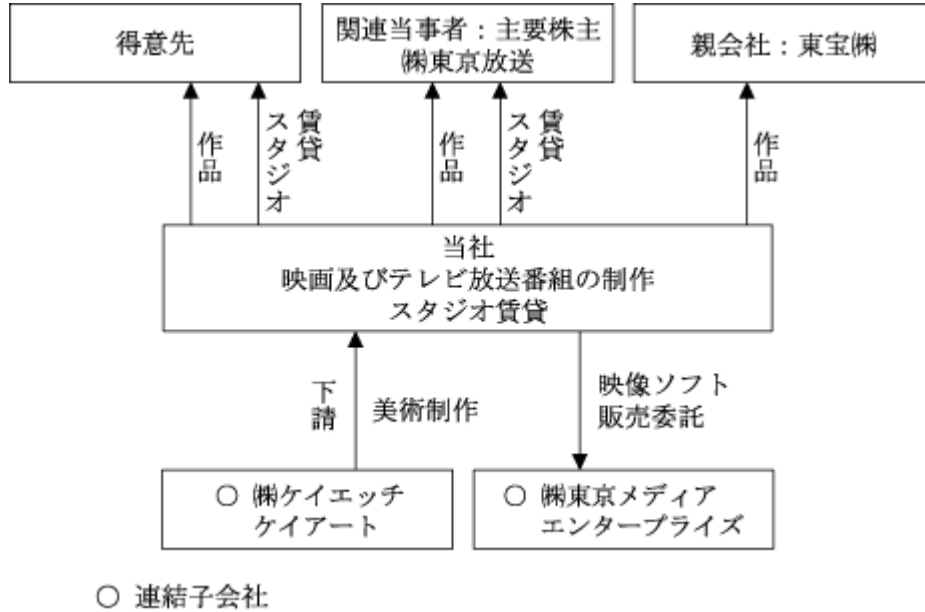 得意先
関連当事者：主要株主
㈱東京放送
親会社：東宝㈱
作品
スタジオ
賃貸
作品
スタジオ
賃貸
作品
当社
映画及びテレビ放送番組の制作
スタジオ賃貸
下請
美術制作
映像ソフト
販売委託
○ ㈱ケイエッチ
ケイアート
○ ㈱東京メディア
エンタープライズ
○ 連結子会社